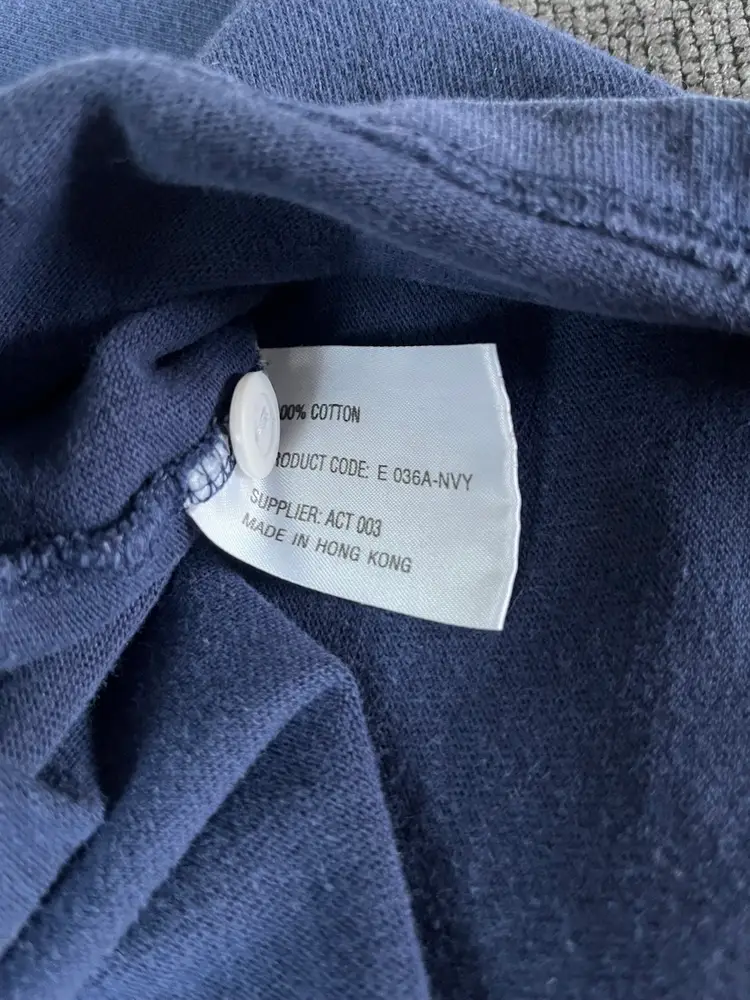 00% COTTON
RODUCT CODE: E 036A-NVY
SUPPLIER: ACT 003
MADE IN HONG KONG